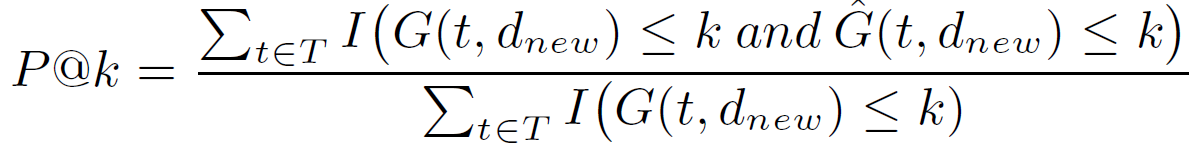 P@k = \frac{\sum_{t \in T} I\big(G(t, d_{new}) \leq k \ and \ \hat{G}(t, d_{new}) \leq k\big)}{\sum_{t \in T} I\big(G(t, d_{new}) \leq k\big)}